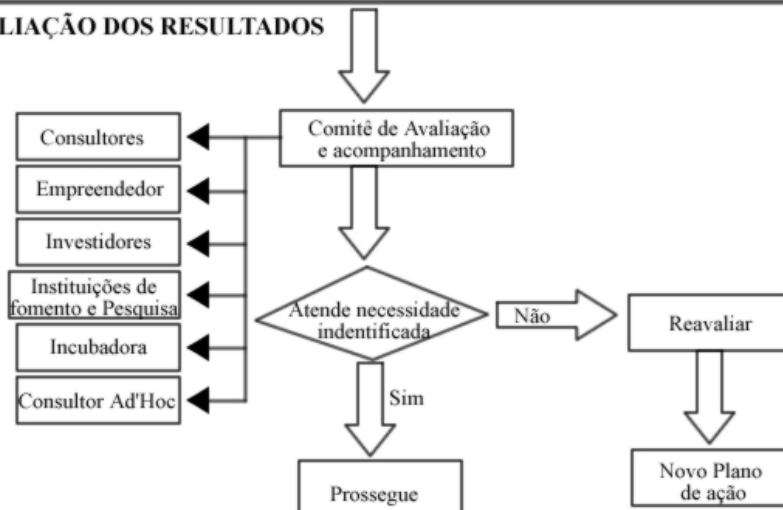 LIAÇÃO DOS RESULTADOS
Comitê de Avaliação
e acompanhamento
Consultores
Empreendedor
Investidores
Instituições de
fomento e Pesquisa
Incubadora
Consultor Ad'Hoc
Atende necessidade
indentificada
Não
Reavaliar
Sim
Prossegue
Novo Plano
de ação